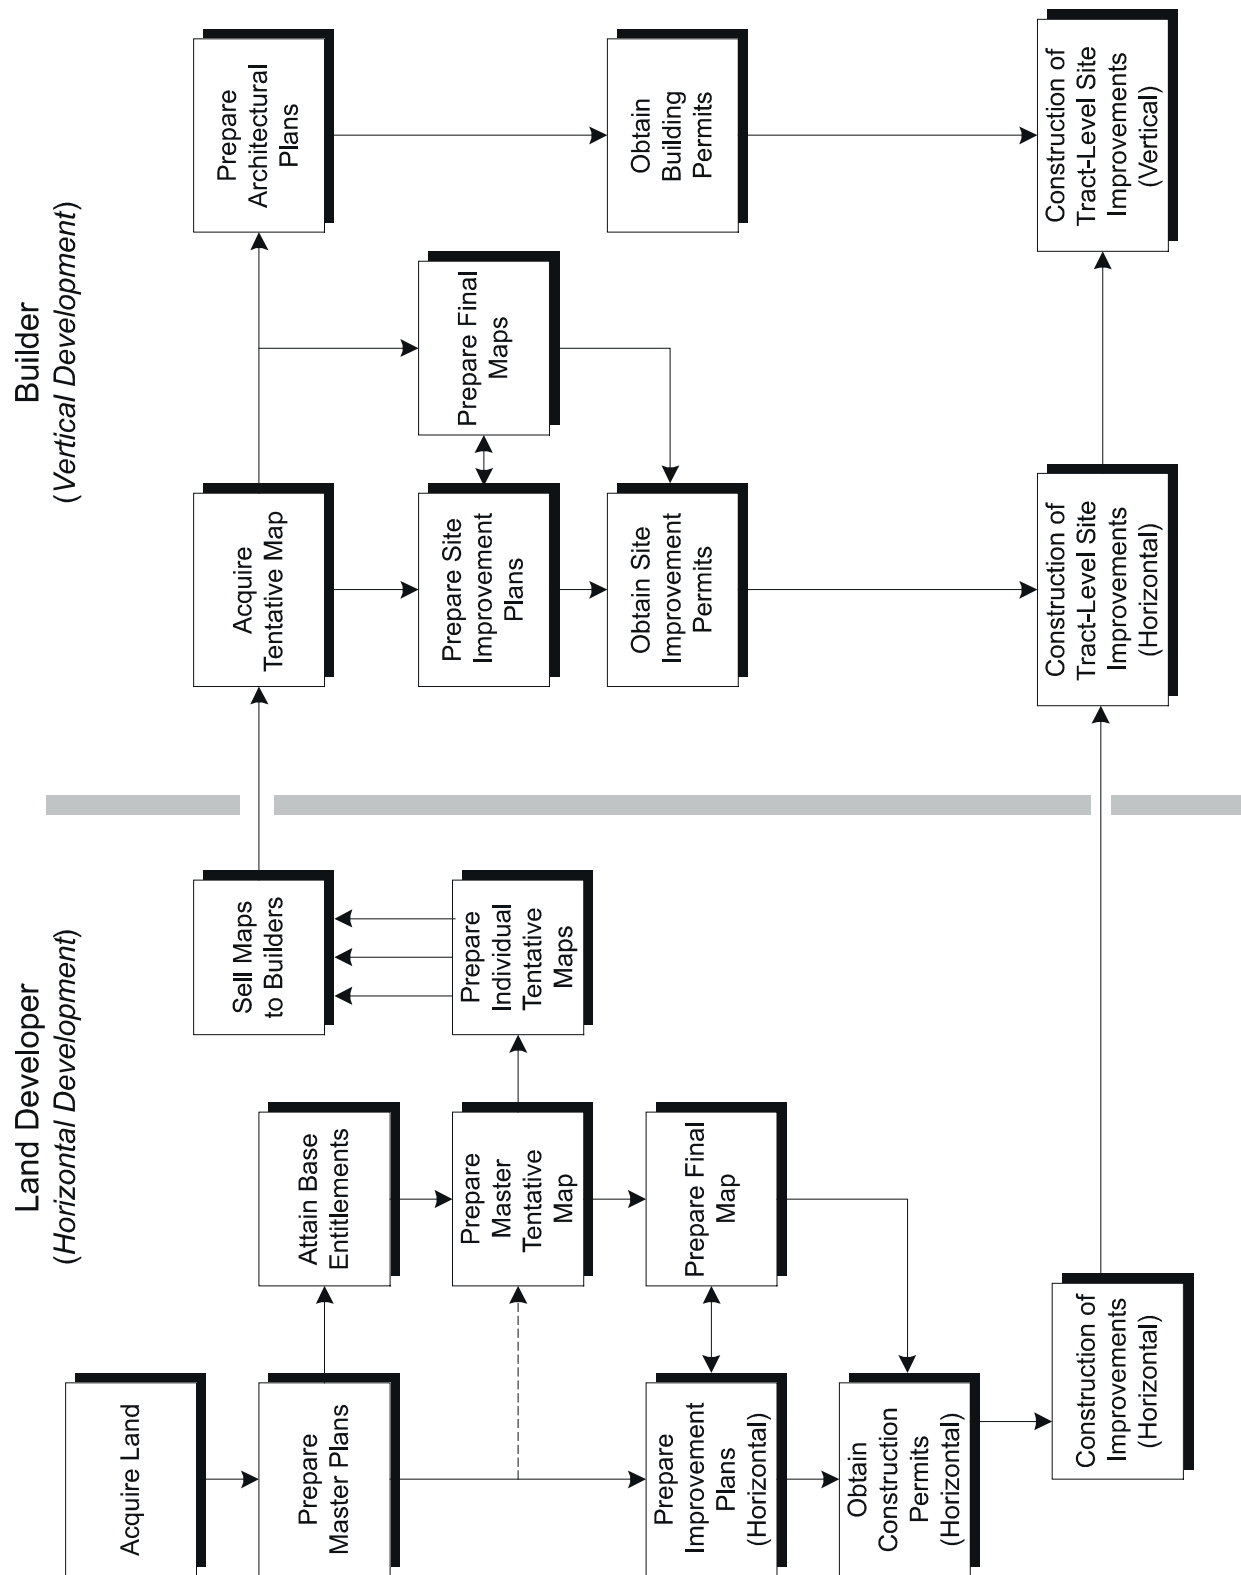 Land Developer
(Horizontal Development)
Builder
(Vertical Development)
Acquire Land
Prepare
Master Plans
Attain Base
Entitlements
Prepare
Master
Tentative
Map
Prepare
Individual
Tentative
Maps
Sell Maps
to Builders
Prepare
Improvement
Plans
(Horizontal)
Prepare Final
Map
Obtain
Construction
Permits
(Horizontal)
Construction of
Improvements
(Horizontal)
Acquire
Tentative Map
Prepare
Architectural
Plans
Prepare Site
Improvement
Plans
Prepare Final
Maps
Obtain Site
Improvement
Permits
Obtain
Building
Permits
Construction of
Tract-Level Site
Improvements
(Horizontal)
Construction of
Tract-Level Site
Improvements
(Vertical)